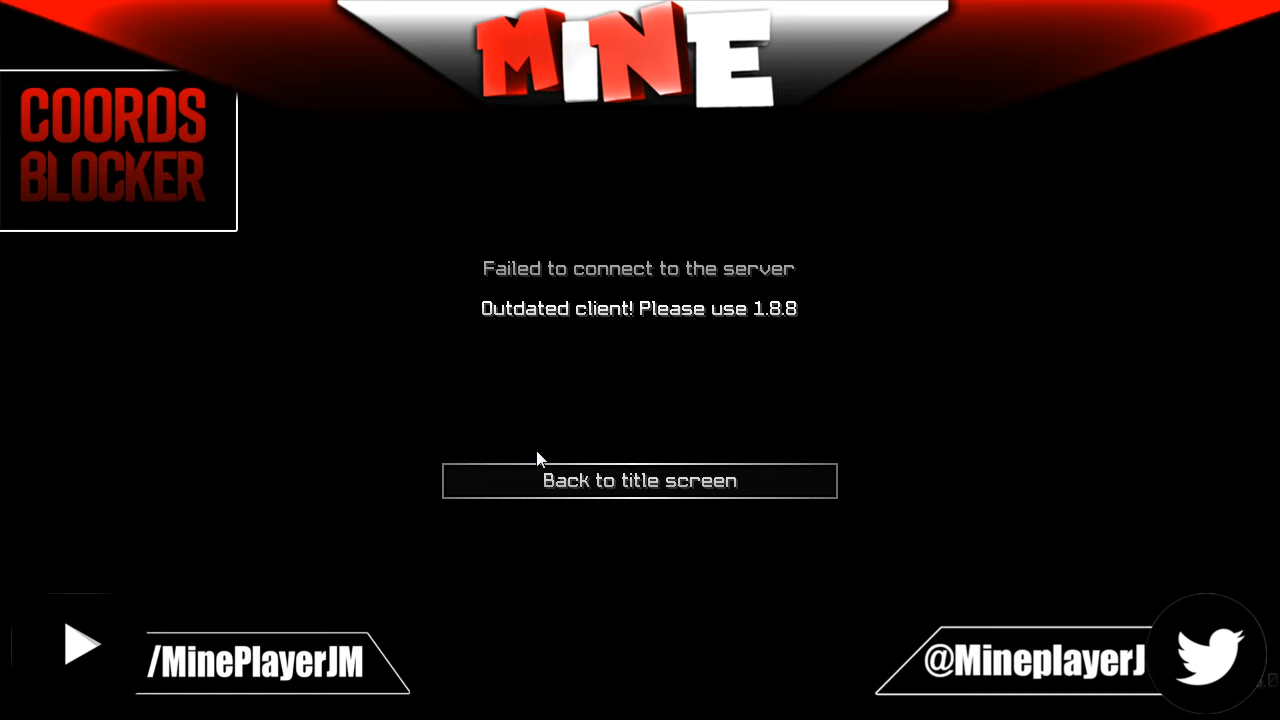 MINE
COORDS
BLOCKER
Failed to connect to the server
Outdated client! Please use 1.8.8
Back to title screen
/MinePlayerJM
@MineplayerJ